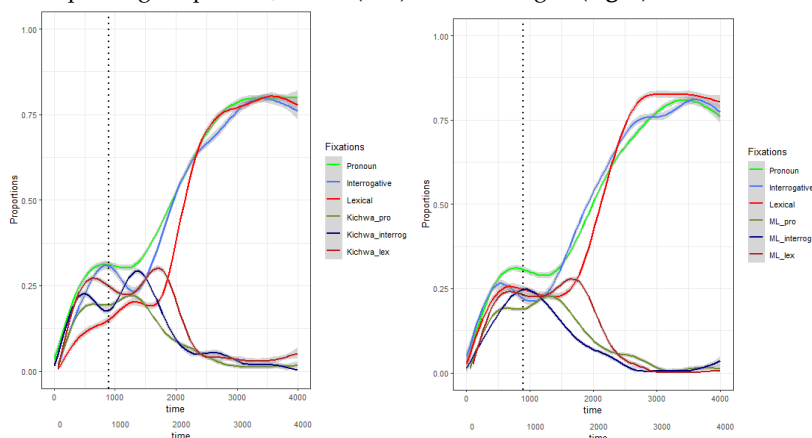 1.00
0.75
0.50
0.25
0.00
Proportions
0 1000 2000 3000 4000
time
0 1000 2000 3000 4000
time
Fixations
Pronoun
Interrogative
Lexical
Kichwa_pro
Kichwa_interrog
Kichwa_lex
1.00
0.75
0.50
0.25
0.00
Proportions
0 1000 2000 3000 4000
time
0 1000 2000 3000 4000
time
Fixations
Pronoun
Interrogative
Lexical
ML_pro
ML_interrog
ML_lex